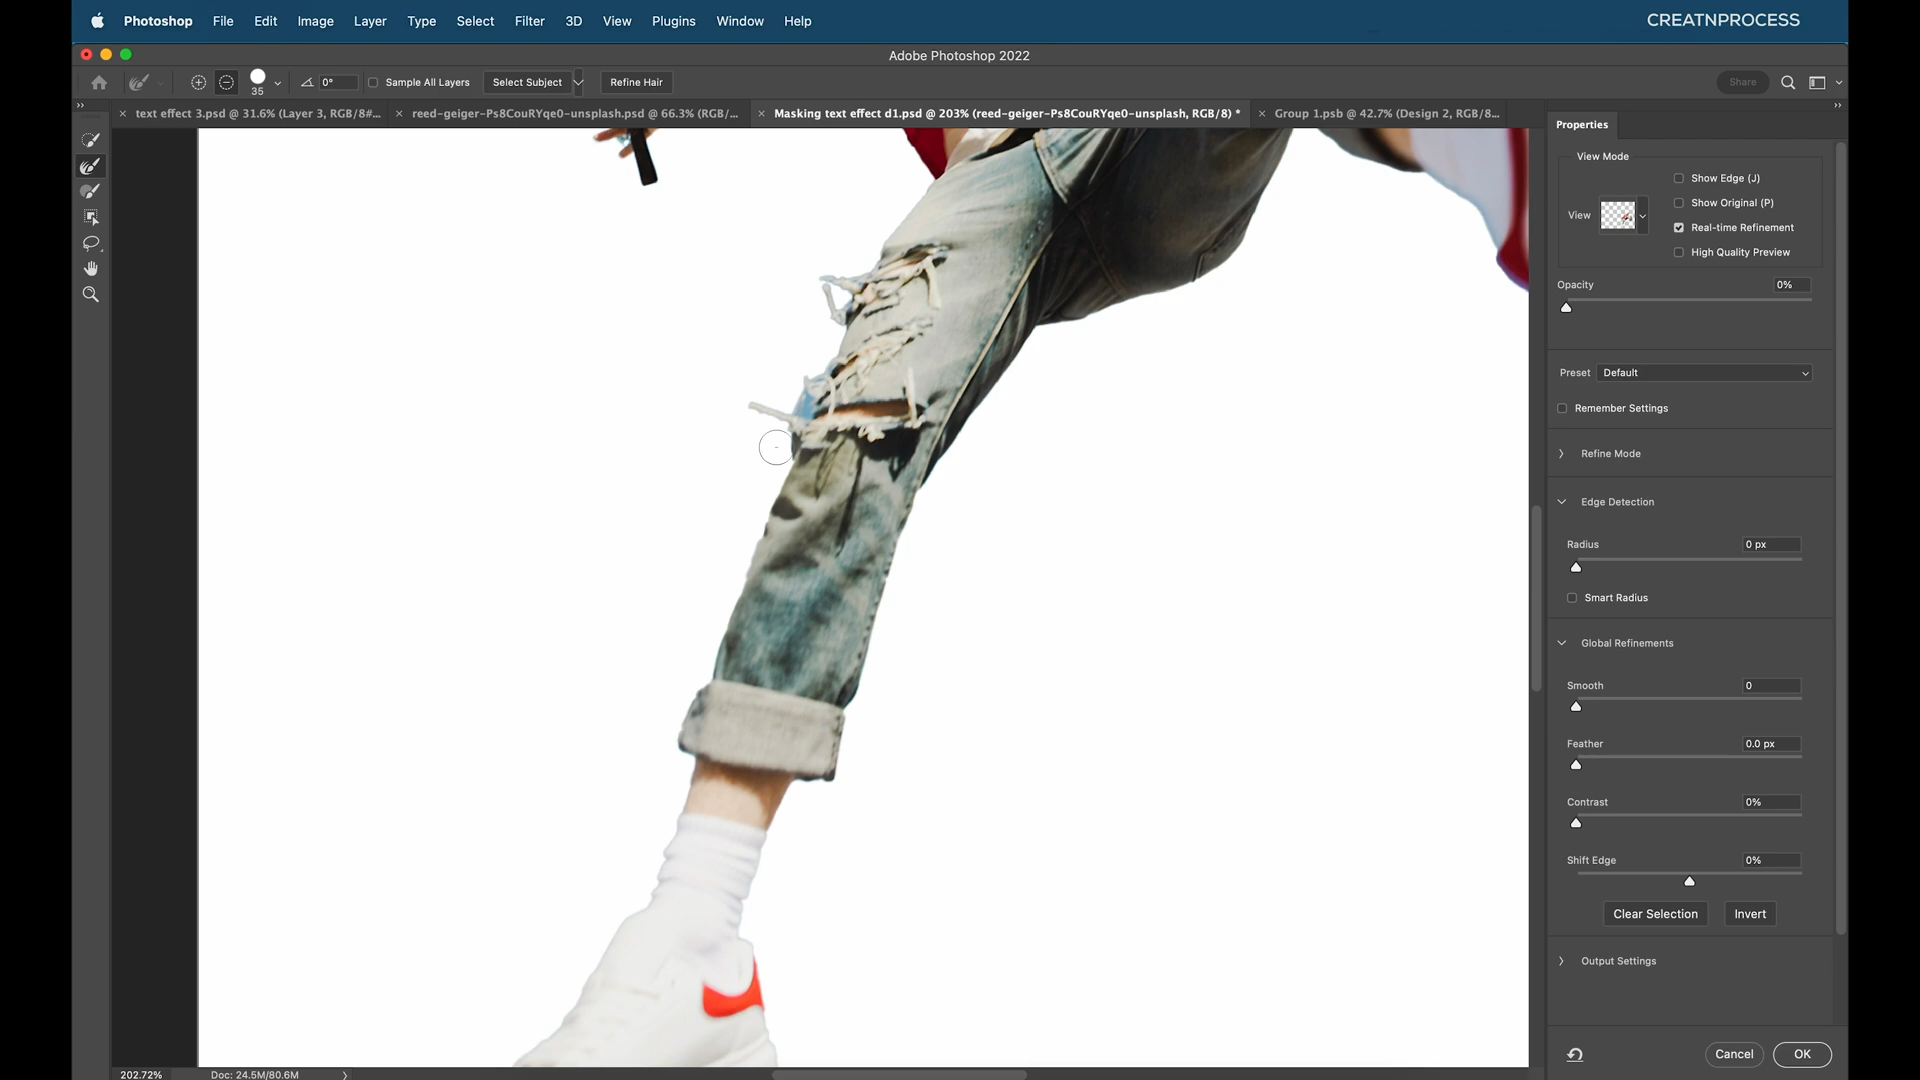 Photoshop File Edit Image Layer Type Select Filter 3D View Plugins Window Help CREATNPROCESS
Adobe Photoshop 2022
35 0° Sample All Layers Select Subject Refine Hair Share
text effect 3.psd @ 31.6% (Layer 3, RGB/8#... reed-geiger-Ps8CouRYqe0-unsplash.psd @ 66.3% (RGB/... Masking text effect d1.psd @ 203% (reed-geiger-Ps8CouRYqe0-unsplash, RGB/8) * Group 1.psb @ 42.7% (Design 2, RGB/8...
Properties
View Mode
Show Edge (J)
Show Original (P)
View
Real-time Refinement
High Quality Preview
Opacity 0%
Preset Default
Remember Settings
Refine Mode
Edge Detection
Radius 0 px
Smart Radius
Global Refinements
Smooth 0
Feather 0.0 px
Contrast 0%
Shift Edge 0%
Clear Selection Invert
Output Settings
Cancel OK
202.72% Doc: 24.5M/80.6M